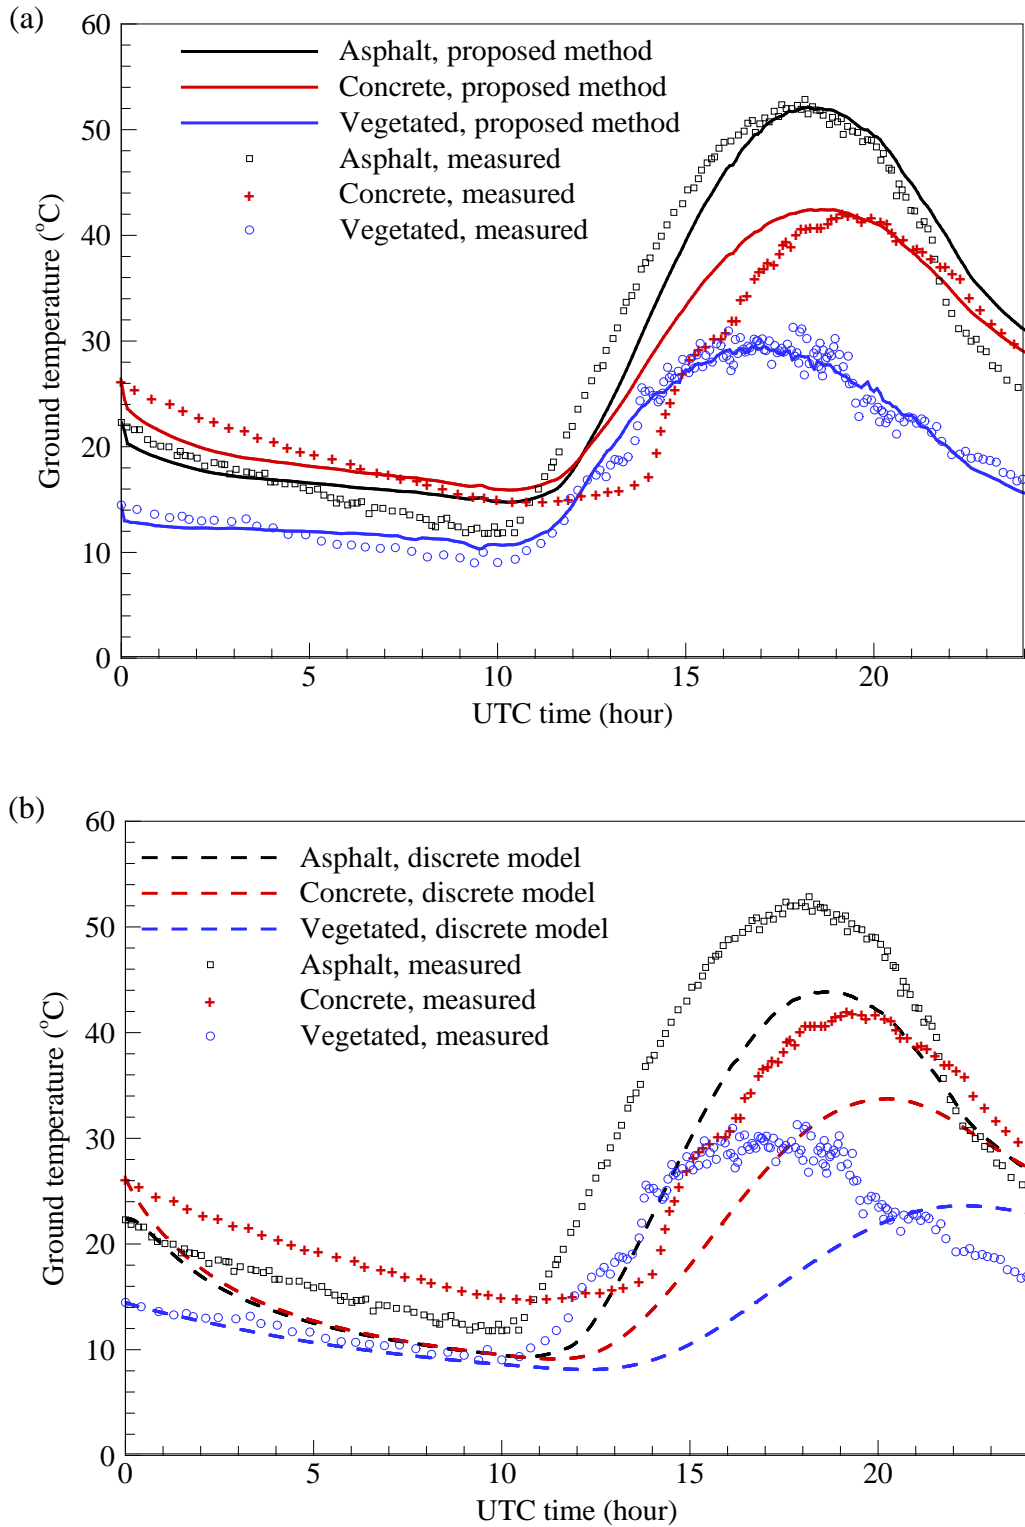 (a)
60
50
40
30
20
10
0
Ground temperature (°C)
Asphalt, proposed method
Concrete, proposed method
Vegetated, proposed method
Asphalt, measured
Concrete, measured
Vegetated, measured
0 5 10 15 20
UTC time (hour)
(b)
60
50
40
30
20
10
0
Ground temperature (°C)
Asphalt, discrete model
Concrete, discrete model
Vegetated, discrete model
Asphalt, measured
Concrete, measured
Vegetated, measured
0 5 10 15 20
UTC time (hour)